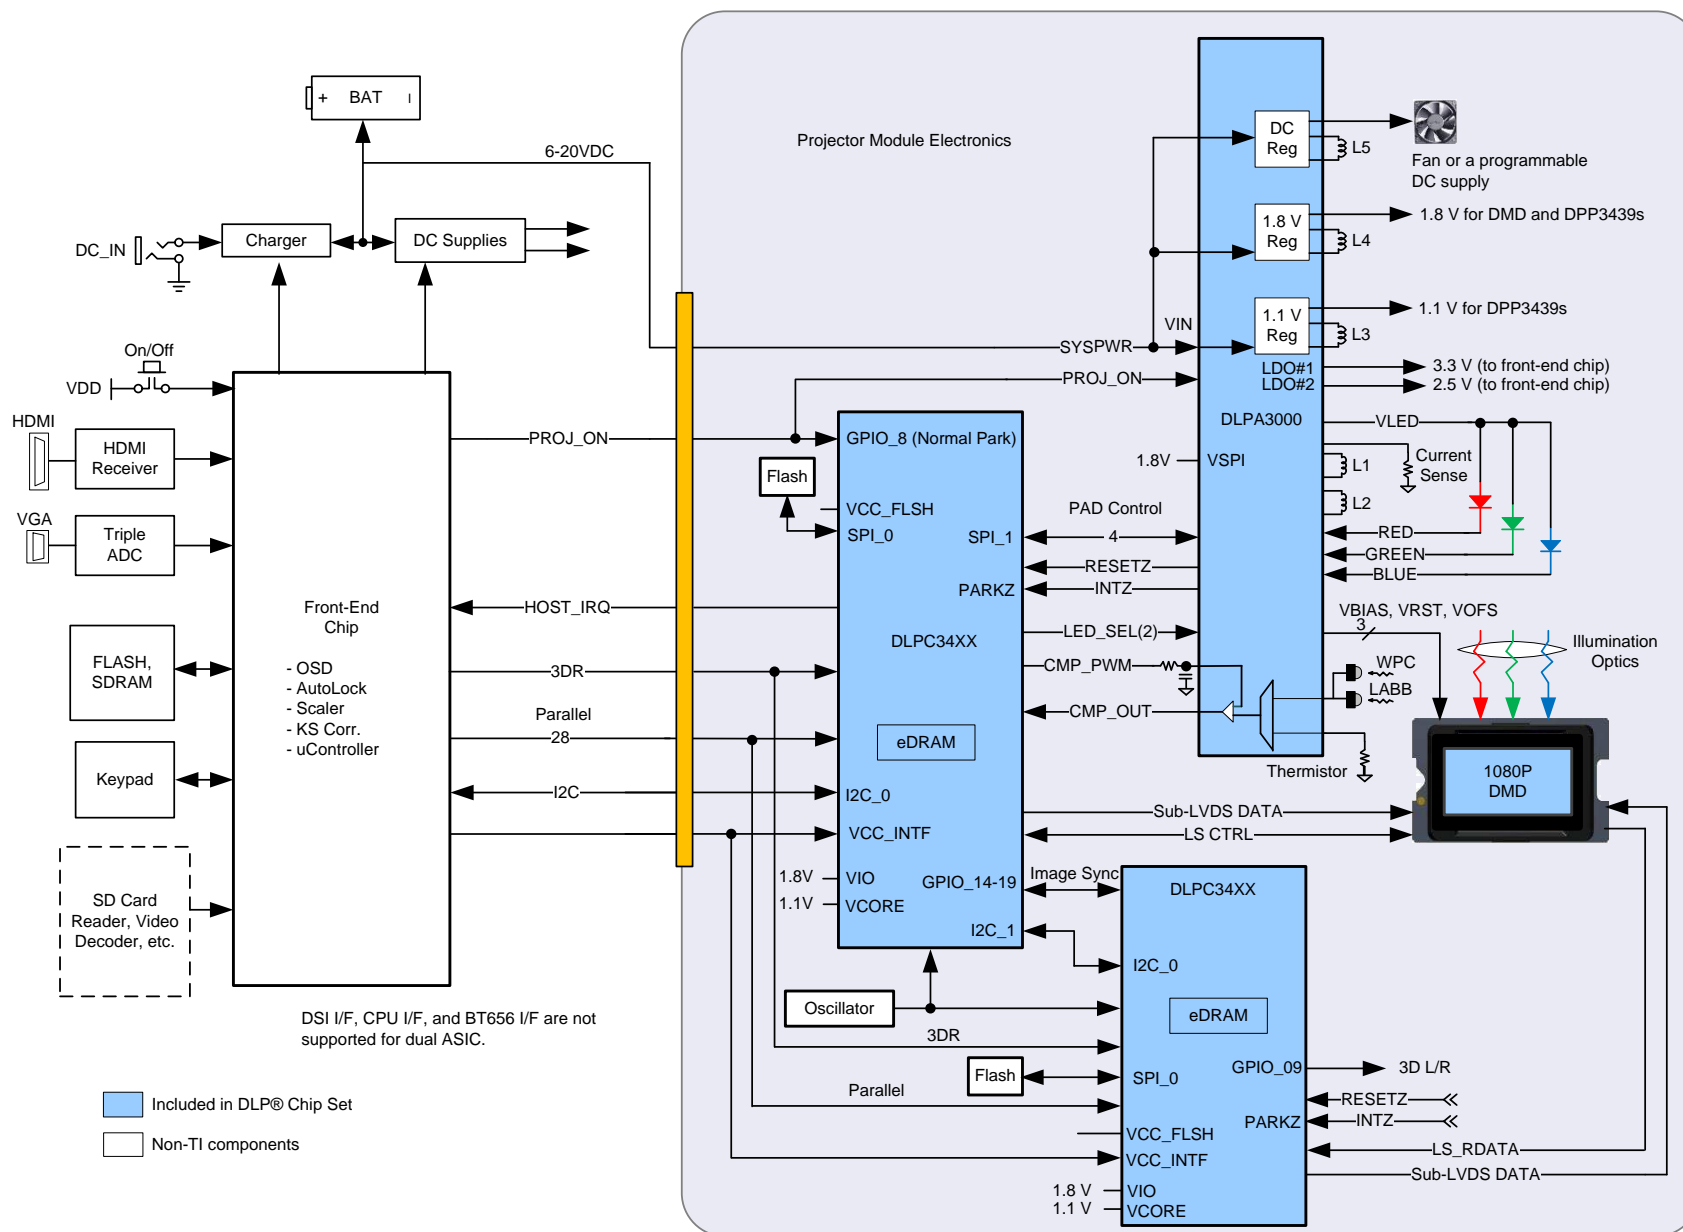 + BAT –
6-20VDC
Projector Module Electronics
DC
Reg
L5
Fan or a programmable
DC supply
DC_IN
Charger
DC Supplies
1.8 V
Reg
L4
1.8 V for DMD and DPP3439s
1.1 V
Reg
L3
1.1 V for DPP3439s
VIN
SYSPWR
On/Off
VDD
PROJ_ON
LDO#1
LDO#2
3.3 V (to front-end chip)
2.5 V (to front-end chip)
DLPA3000
VLED
HDMI
HDMI
Receiver
PROJ_ON
GPIO_8 (Normal Park)
1.8V
VSPI
L1
Current
Sense
L2
Flash
VCC_FLSH
SPI_0
VGA
Triple
ADC
PAD Control
SPI_1
4
RED
GREEN
BLUE
RESETZ
PARKZ
INTZ
HOST_IRQ
Front-End
Chip
- OSD
- AutoLock
- Scaler
- KS Corr.
- uController
DLPC34XX
LED_SEL(2)
VBIAS, VRST, VOFS
3
Illumination
Optics
FLASH,
SDRAM
3DR
CMP_PWM
WPC
LABB
CMP_OUT
Parallel
28
eDRAM
Thermistor
1080P
DMD
Keypad
I2C
I2C_0
Sub-LVDS DATA
LS CTRL
VCC_INTF
1.8V
VIO
1.1V
VCORE
GPIO_14-19
Image Sync
DLPC34XX
SD Card
Reader, Video
Decoder, etc.
I2C_1
I2C_0
Oscillator
eDRAM
DSI I/F, CPU I/F, and BT656 I/F are not
supported for dual ASIC.
3DR
Flash
SPI_0
GPIO_09
3D L/R
Parallel
RESETZ
PARKZ
INTZ
VCC_FLSH
VCC_INTF
LS_RDATA
Sub-LVDS DATA
1.8 V
VIO
1.1 V
VCORE
Included in DLP® Chip Set
Non-TI components